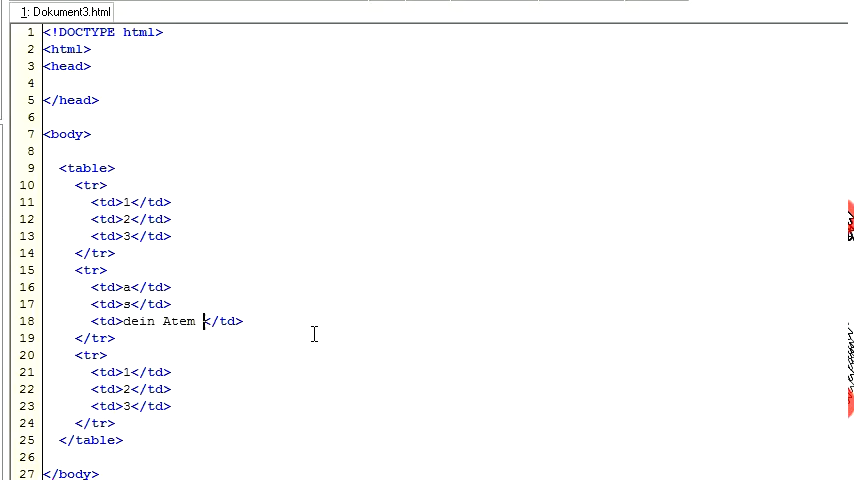 1: Dokument3.html
1 <!DOCTYPE html>
2 <html>
3 <head>
4
5 </head>
6
7 <body>
8
9 <table>
10 <tr>
11 <td>1</td>
12 <td>2</td>
13 <td>3</td>
14 </tr>
15 <tr>
16 <td>a</td>
17 <td>s</td>
18 <td>dein Atem </td>
19 </tr>
20 <tr>
21 <td>1</td>
22 <td>2</td>
23 <td>3</td>
24 </tr>
25 </table>
26
27 </body>